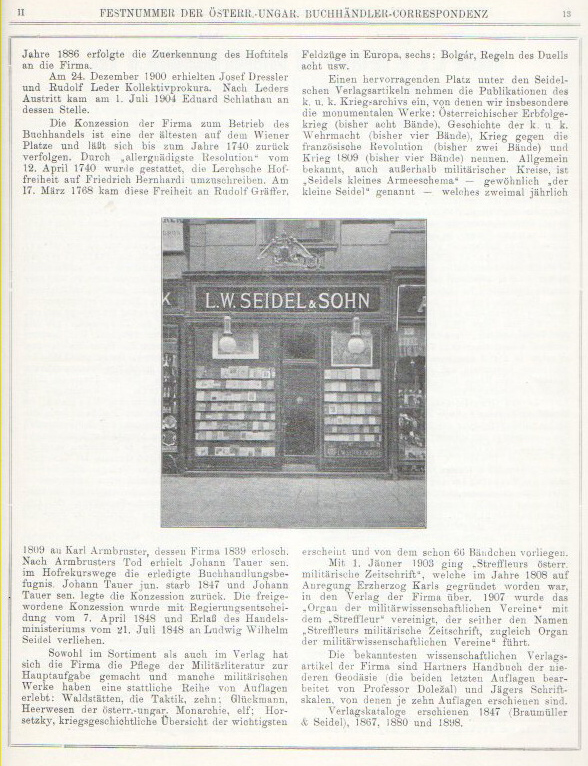 II
FESTNUMMER DER ÖSTERR.-UNGAR. BUCHHÄNDLER-CORRESPONDENZ
13
Jahre 1886 erfolgte die Zuerkennung des Hoftitels
an die Firma.
Am 24. Dezember 1900 erhielten Josef Dressler
und Rudolf Leder Kollektivprokura. Nach Leders
Austritt kam am 1. Juli 1904 Eduard Schlathan an
dessen Stelle.
Die Konzession der Firma zum Betrieb des
Buchhandels ist eine der ältesten auf dem Wiener
Platze und läßt sich bis zum Jahre 1740 zurück
verfolgen. Durch „allergnädigste Resolution" vom
12. April 1740 wurde gestattet, die Lerchsche Hof-
freiheit auf Friedrich Bernhardi umzuschreiben. Am
17. März 1768 kam diese Freiheit an Rudolf Gräffer,
L.W. SEIDEL & SOHN
1809 an Karl Armbruster, dessen Firma 1839 erlosch.
Nach Armbrusters Tod erhielt Johann Tauer sen.
im Hofrekurswege die erledigte Buchhandlungsbe-
fugnis. Johann Tauer jun. starb 1847 und Johann
Tauer sen. legte die Konzession zurück. Die freige-
wordene Konzession wurde mit Regierungsentschei-
dung vom 7. April 1848 und Erlaß des Handels-
ministeriums vom 21. Juli 1848 an Ludwig Wilhelm
Seidel verliehen.
Sowohl im Sortiment als auch im Verlag hat
sich die Firma die Pflege der Militärliteratur zur
Hauptaufgabe gemacht und manche militärischen
Werke haben eine stattliche Reihe von Auflagen
erlebt: Waldstätten, die Taktik, zehn; Glückmann,
Heerwesen der österr.-ungar. Monarchie, elf; Hor-
setzky, kriegsgeschichtliche Übersicht der wichtigsten
Feldzüge in Europa, sechs; Bolgár, Regeln des Duells
acht usw.
Einen hervorragenden Platz unter den Seidel-
schen Verlagsartikeln nehmen die Publikationen des
k. u. k. Kriegsarchivs ein, von denen wir insbesondere
die monumentalen Werke: Österreichischer Erbfolge-
krieg (bisher acht Bände), Geschichte der k. u. k.
Wehrmacht (bisher vier Bände), Krieg gegen die
französische Revolution (bisher zwei Bände) und
Krieg 1809 (bisher vier Bände) nennen. Allgemein
bekannt, auch außerhalb militärischer Kreise, ist
„Seidels kleines Armeeschema" — gewöhnlich „der
kleine Seidel" genannt — welches zweimal jährlich
erscheint und von dem schon 66 Bändchen vorliegen.
Mit 1. Jänner 1903 ging „Streffleurs österr.
militärische Zeitschrift", welche im Jahre 1808 auf
Anregung Erzherzog Karls gegründet worden war,
in den Verlag der Firma über. 1907 wurde das
„Organ der militärwissenschaftlichen Vereine" mit
dem „Streffleur" vereinigt, der seither den Namen
„Streffleurs militärische Zeitschrift, zugleich Organ
der militärwissenschaftlichen Vereine" führt.
Die bekanntesten wissenschaftlichen Verlags-
artikel der Firma sind Hartners Handbuch der nie-
deren Geodäsie (die beiden letzten Auflagen bear-
beitet von Professor Doležal) und Jägers Schrift-
skalen, von denen je zehn Auflagen erschienen sind.
Verlagskataloge erschienen 1847 (Braumüller
& Seidel), 1867, 1880 und 1898.